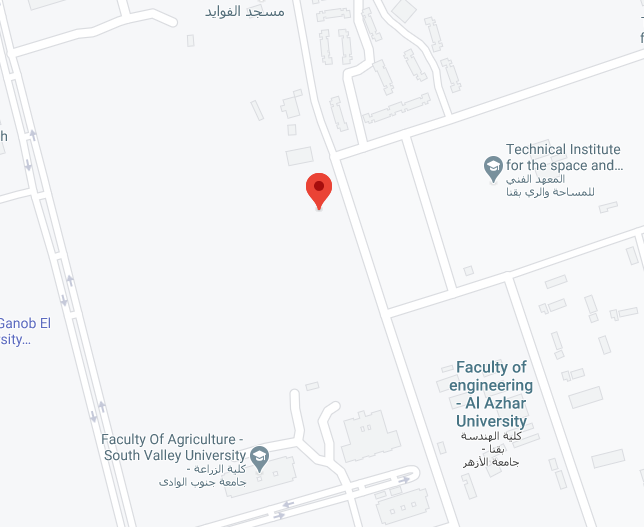 مسجد الفوايد
f
h
Technical Institute
for the space and...
المعهد الفني
للمساحة والري بقنا
Ganob El
rsity...
Faculty of
engineering
- Al Azhar
University
كلية الهندسة
بقنا -
جامعة الأزهر
Faculty Of Agriculture -
South Valley University
كلية الزراعة -
جامعة جنوب الوادى